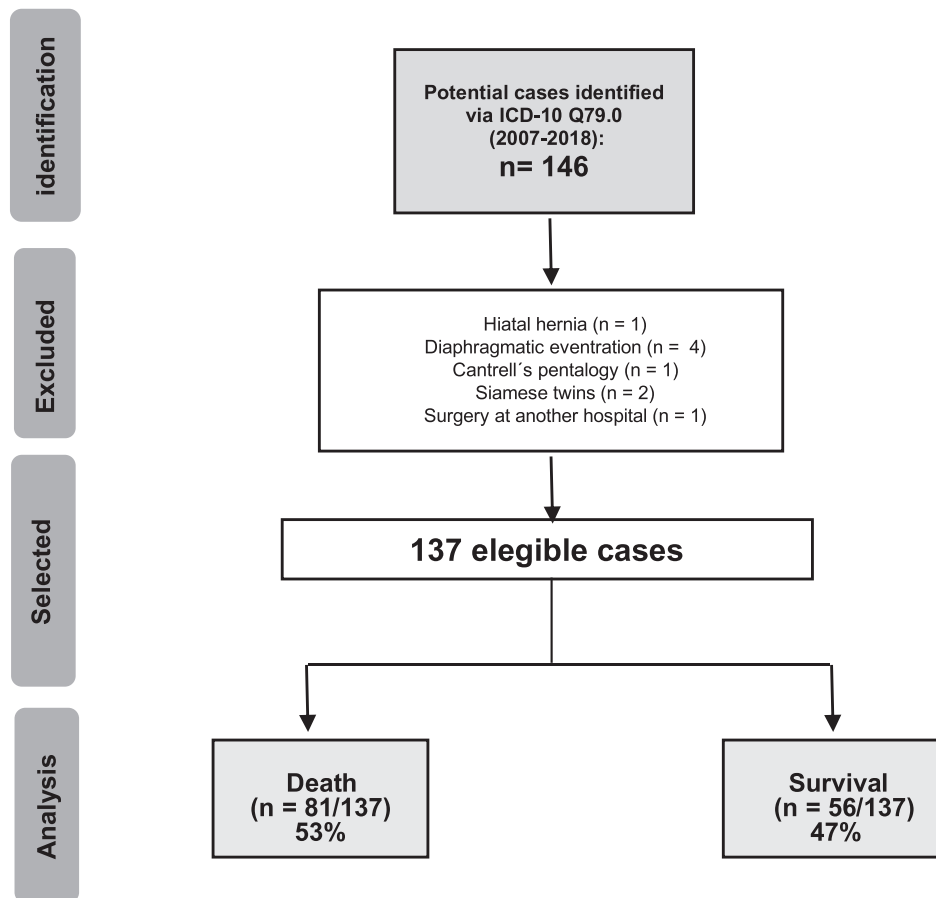 identification
Potential cases identified
via ICD-10 Q79.0
(2007-2018):
n= 146
Excluded
Hiatal hernia (n = 1)
Diaphragmatic eventration (n =  4)
Cantrell´s pentalogy (n = 1)
Siamese twins (n = 2)
Surgery at another hospital (n = 1)
Selected
137 elegible cases
Analysis
Death
(n = 81/137)
53%
Survival
(n = 56/137)
47%